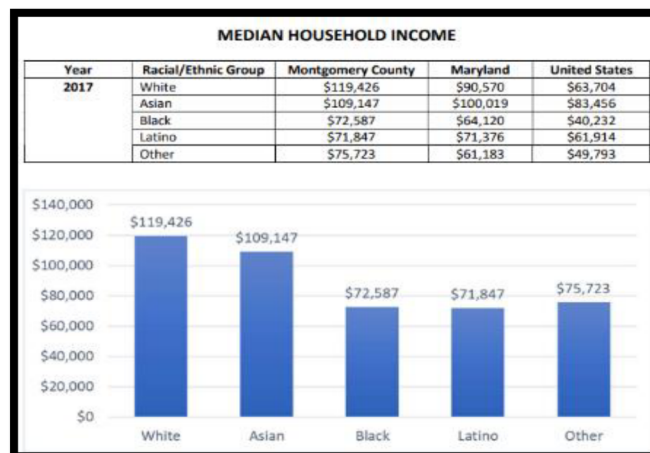 MEDIAN HOUSEHOLD INCOME
Year Racial/Ethnic Group Montgomery County Maryland United States
2017 White $119,426 $90,570 $63,704
Asian $109,147 $100,019 $83,456
Black $72,587 $64,120 $40,232
Latino $71,847 $71,376 $61,914
Other $75,723 $61,183 $49,793
$140,000
$120,000
$100,000
$80,000
$60,000
$40,000
$20,000
$0
$119,426
$109,147
$72,587
$71,847
$75,723
White Asian Black Latino Other